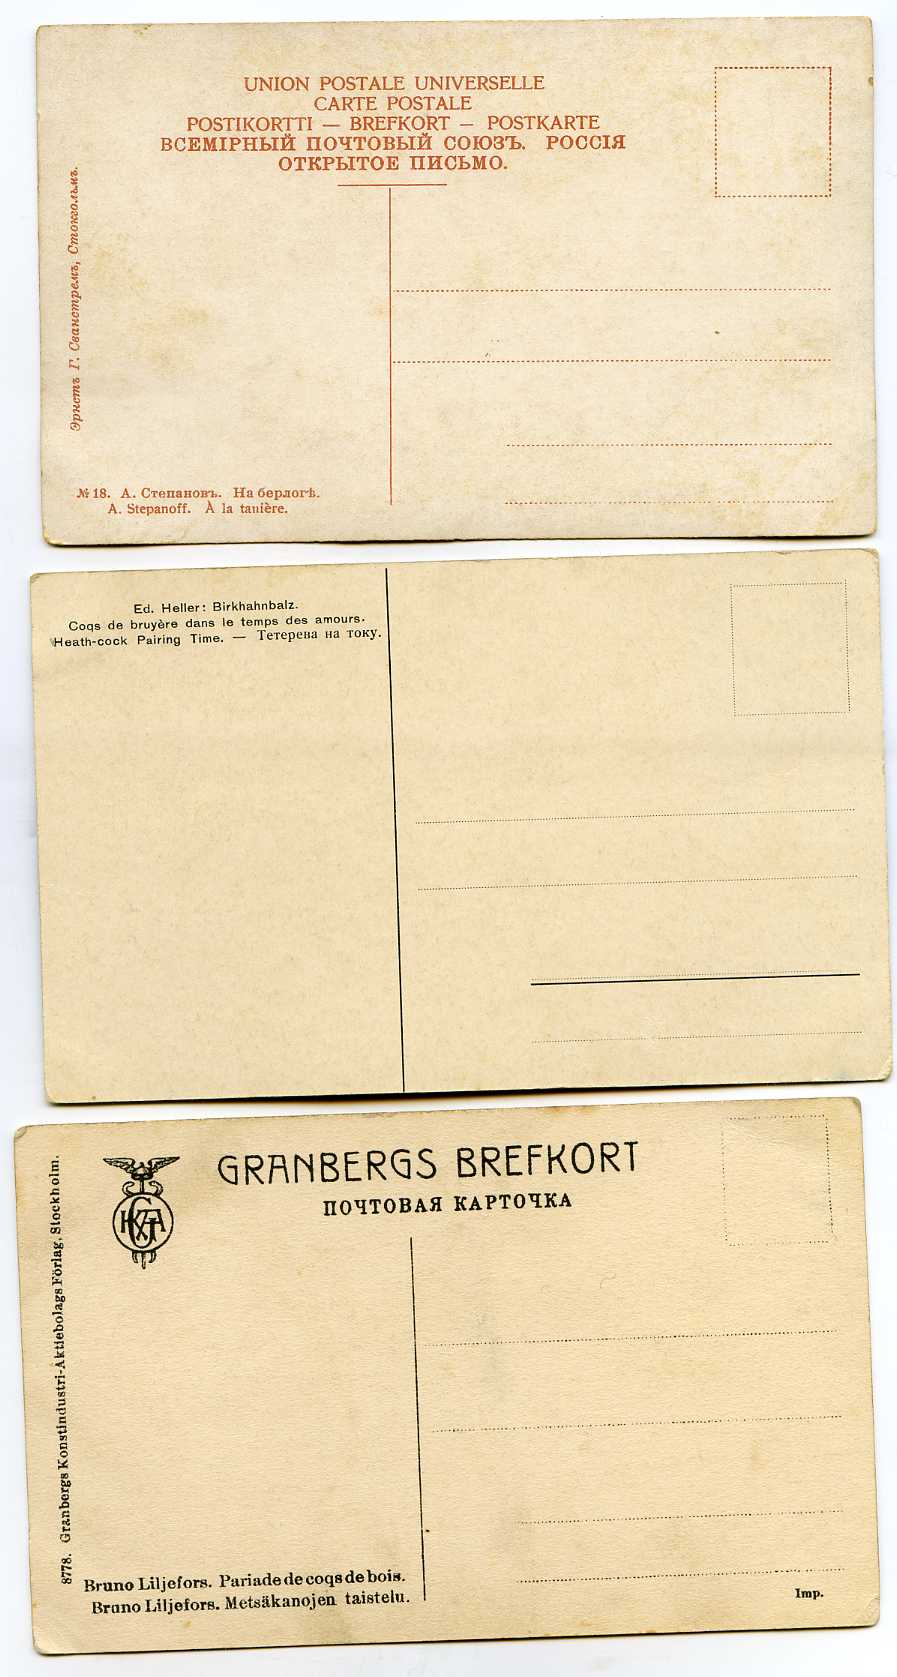 UNION POSTALE UNIVERSELLE
CARTE POSTALE
POSTIKORTTI — BREFKORT — POSTKARTE
ВСЕМІРНЫЙ ПОЧТОВЫЙ СОЮЗЪ. РОССІЯ
ОТКРЫТОЕ ПИСЬМО.
Эрнстъ Г. Сванстремъ, Стокгольмъ.
№ 18. А. Степановъ. На берлогѣ.
A. Stepanoff. À la tanière.
Ed. Heller: Birkhahnbalz.
Coqs de bruyère dans le temps des amours.
Heath-cock Pairing Time. — Тетерева на току.
GRANBERGS BREFKORT
ПОЧТОВАЯ КАРТОЧКА
GKIA
8778. Granbergs Konstindustri-Aktiebolags Förlag, Stockholm.
Bruno Liljefors. Pariade de coqs de bois.
Bruno Liljefors. Metsäkanojen taistelu.
Imp.